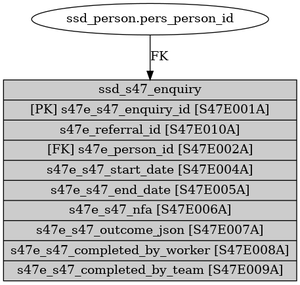 ssd_person.pers_person_id
FK
ssd_s47_enquiry
[PK] s47e_s47_enquiry_id [S47E001A]
s47e_referral_id [S47E010A]
[FK] s47e_person_id [S47E002A]
s47e_s47_start_date [S47E004A]
s47e_s47_end_date [S47E005A]
s47e_s47_nfa [S47E006A]
s47e_s47_outcome_json [S47E007A]
s47e_s47_completed_by_worker [S47E008A]
s47e_s47_completed_by_team [S47E009A]